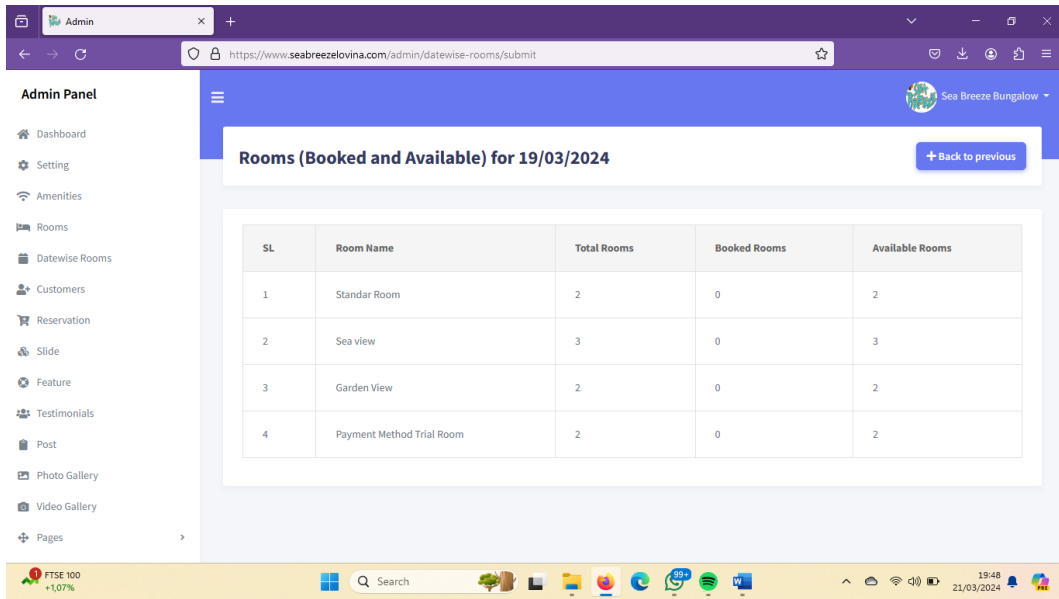 Admin
https://www.seabreezelovina.com/admin/datewise-rooms/submit
Admin Panel
Sea Breeze Bungalow
Dashboard
Setting
Amenities
Rooms
Datewise Rooms
Customers
Reservation
Slide
Feature
Testimonials
Post
Photo Gallery
Video Gallery
Pages
Rooms (Booked and Available) for 19/03/2024
Back to previous
SL Room Name Total Rooms Booked Rooms Available Rooms
1 Standar Room 2 0 2
2 Sea view 3 0 3
3 Garden View 2 0 2
4 Payment Method Trial Room 2 0 2
1
FTSE 100
+1,07%
Search
99+
W
19:48
21/03/2024
PRE